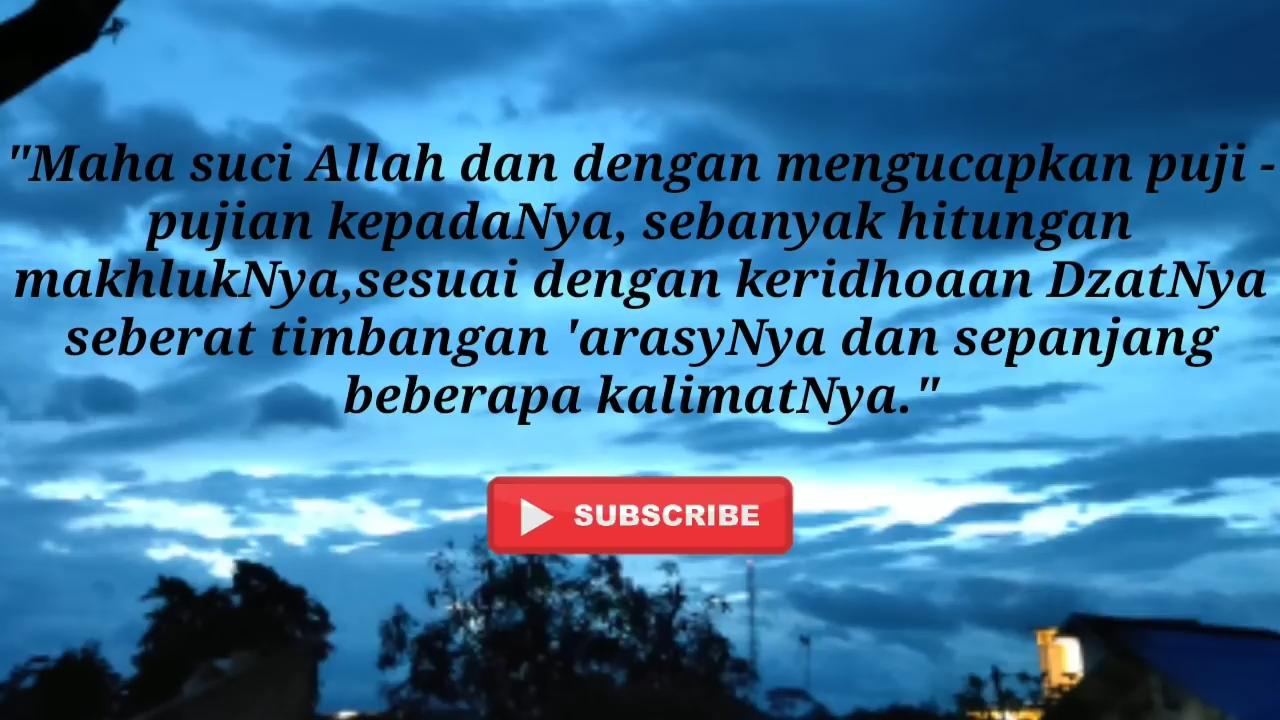 "Maha suci Allah dan dengan mengucapkan puji -
pujian kepadaNya, sebanyak hitungan
makhlukNya,sesuai dengan keridhoaan DzatNya
seberat timbangan 'arasyNya dan sepanjang
beberapa kalimatNya."
SUBSCRIBE